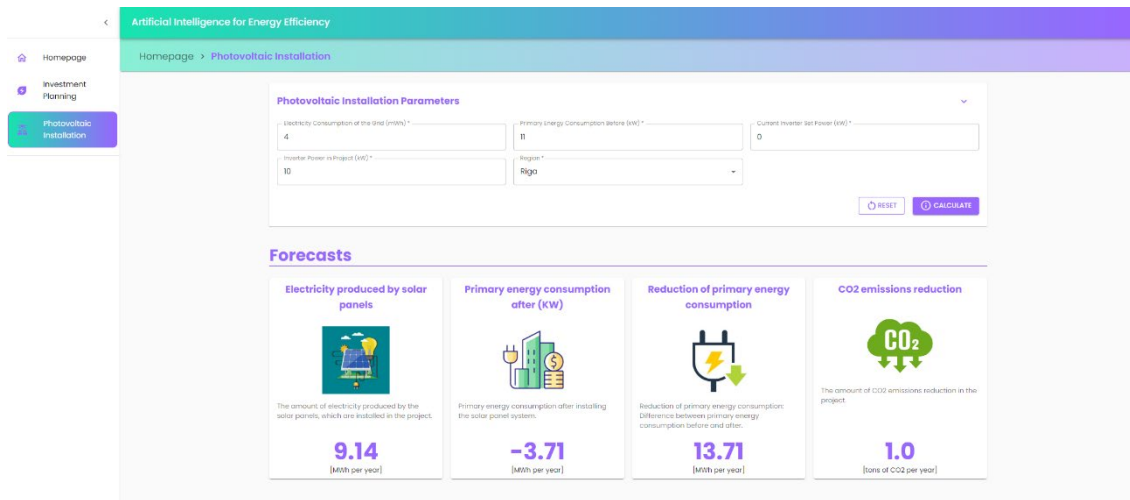 Artificial Intelligence for Energy Efficiency
Homepage > Photovoltaic Installation
Homepage
Investment
Planning
Photovoltaic
Installation
Photovoltaic Installation Parameters
Electricity Consumption of the Grid (mWh) *
4
Primary Energy Consumption Before (kW) *
11
Current Inverter Set Power (kW) *
0
Inverter Power in Project (kW) *
10
Region *
Riga
RESET
CALCULATE
Forecasts
Electricity produced by solar
panels
The amount of electricity produced by the
solar panels, which are installed in the project.
9.14
[MWh per year]
Primary energy consumption
after (KW)
Primary energy consumption after installing
the solar panel system.
-3.71
[MWh per year]
Reduction of primary energy
consumption
Reduction of primary energy consumption:
Difference between primary energy
consumption before and after.
13.71
[MWh per year]
CO2 emissions reduction
CO2
The amount of CO2 emissions reduction in the
project.
1.0
[tons of CO2 per year]